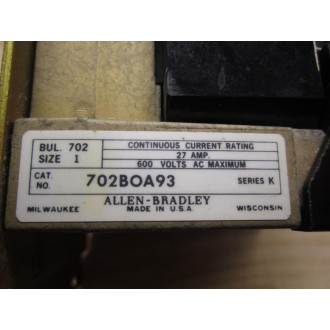 BUL. 702
SIZE 1
CONTINUOUS CURRENT RATING
27 AMP
600 VOLTS AC MAXIMUM
CAT.
NO.
702BOA93
SERIES K
ALLEN-BRADLEY
MILWAUKEE
MADE IN U.S.A.
WISCONSIN